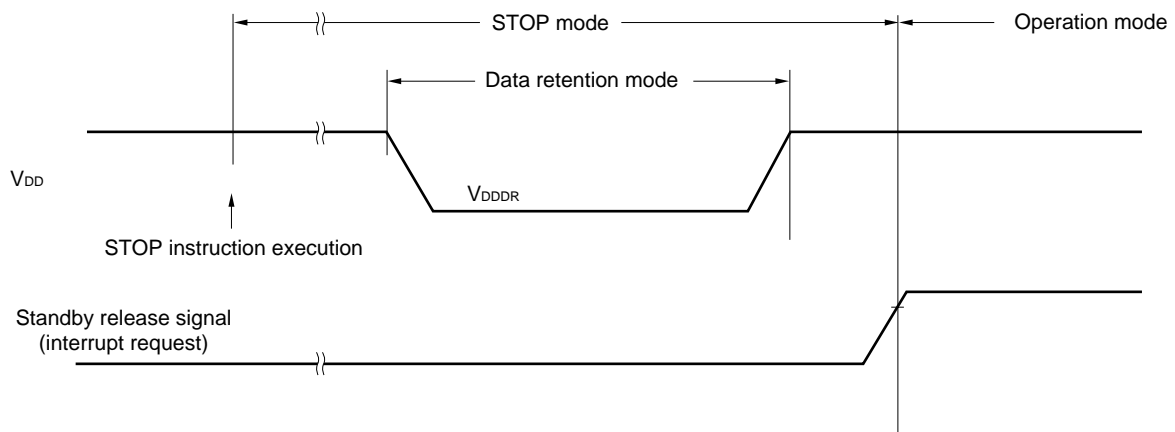 STOP mode
Operation mode
Data retention mode
VDD
VDDDR
STOP instruction execution
Standby release signal
(interrupt request)